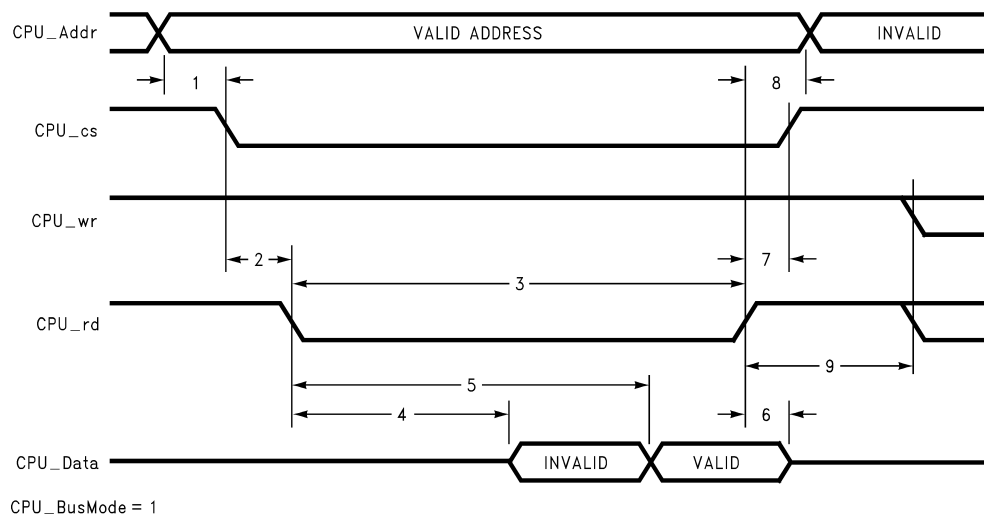 CPU_Addr VALID ADDRESS INVALID
1 8
CPU_cs
CPU_wr
2 7
3
CPU_rd
9
5
4 6
CPU_Data INVALID VALID
CPU_BusMode = 1